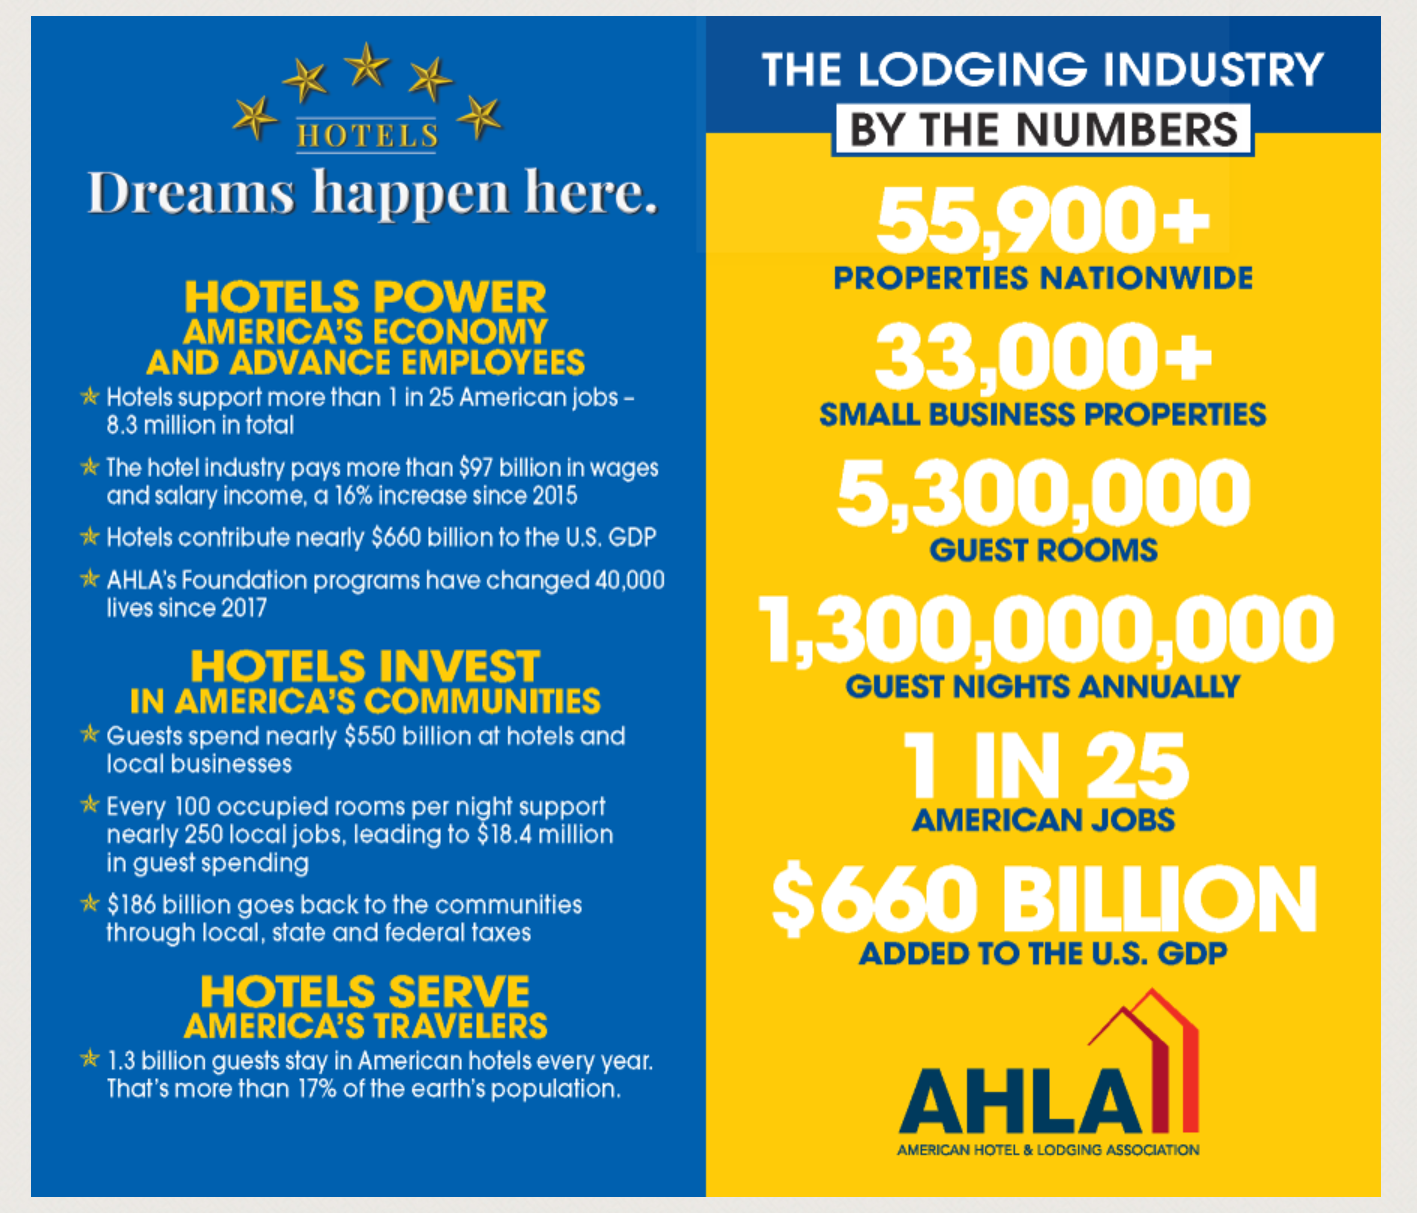 HOTELS
Dreams happen here.
HOTELS POWER
AMERICA'S ECONOMY
AND ADVANCE EMPLOYEES
Hotels support more than 1 in 25 American jobs –
8.3 million in total
The hotel industry pays more than $97 billion in wages
and salary income, a 16% increase since 2015
Hotels contribute nearly $660 billion to the U.S. GDP
AHLA's Foundation programs have changed 40,000
lives since 2017
HOTELS INVEST
IN AMERICA'S COMMUNITIES
Guests spend nearly $550 billion at hotels and
local businesses
Every 100 occupied rooms per night support
nearly 250 local jobs, leading to $18.4 million
in guest spending
$186 billion goes back to the communities
through local, state and federal taxes
HOTELS SERVE
AMERICA'S TRAVELERS
1.3 billion guests stay in American hotels every year.
That's more than 17% of the earth's population.
THE LODGING INDUSTRY
BY THE NUMBERS
55,900+
PROPERTIES NATIONWIDE
33,000+
SMALL BUSINESS PROPERTIES
5,300,000
GUEST ROOMS
1,300,000,000
GUEST NIGHTS ANNUALLY
1 IN 25
AMERICAN JOBS
$660 BILLION
ADDED TO THE U.S. GDP
AHLA
AMERICAN HOTEL & LODGING ASSOCIATION